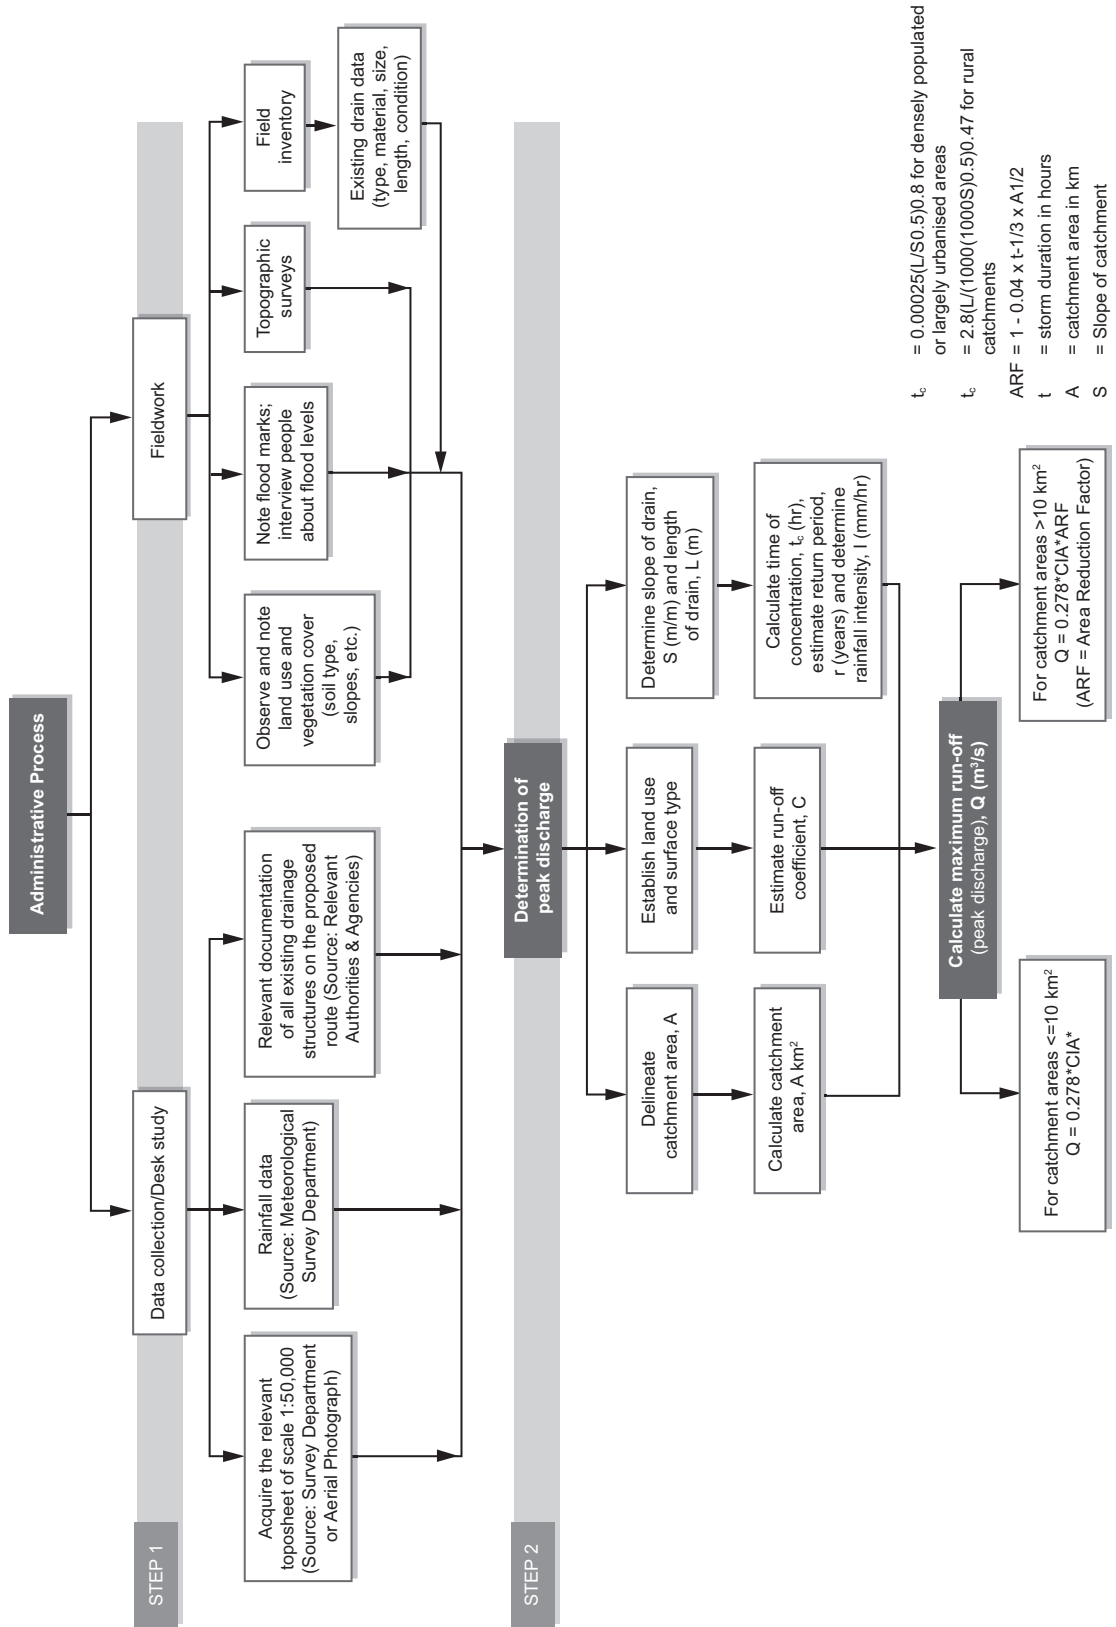 Administrative Process
STEP 1
Data collection/Desk study
Fieldwork
Acquire the relevant
toposheet of scale 1:50,000
(Source: Survey Department
or Aerial Photograph)
Rainfall data
(Source: Meteorological
Survey Department)
Relevant documentation
of all existing drainage
structures on the proposed
route (Source: Relevant
Authorities & Agencies)
Observe and note
land use and
vegetation cover
(soil type,
slopes, etc.)
Note flood marks;
interview people
about flood levels
Topographic
surveys
Field
inventory
Existing drain data
(type, material, size,
length, condition)
STEP 2
Determination of
peak discharge
Delineate
catchment area, A
Establish land use
and surface type
Determine slope of drain,
S (m/m) and length
of drain, L (m)
Calculate catchment
area, A km²
Estimate run-off
coefficient, C
Calculate time of
concentration, tc (hr),
estimate return period,
r (years) and determine
rainfall intensity, I (mm/hr)
Calculate maximum run-off
(peak discharge), Q (m³/s)
For catchment areas <=10 km²
Q = 0.278*CIA*
For catchment areas >10 km²
Q = 0.278*CIA*ARF
(ARF = Area Reduction Factor)
tc = 0.00025(L/S0.5)0.8 for densely populated
or largely urbanised areas
tc = 2.8(L/(1000(1000S)0.5)0.47 for rural
catchments
ARF = 1 - 0.04 x t-1/3 x A1/2
t = storm duration in hours
A = catchment area in km
S = Slope of catchment